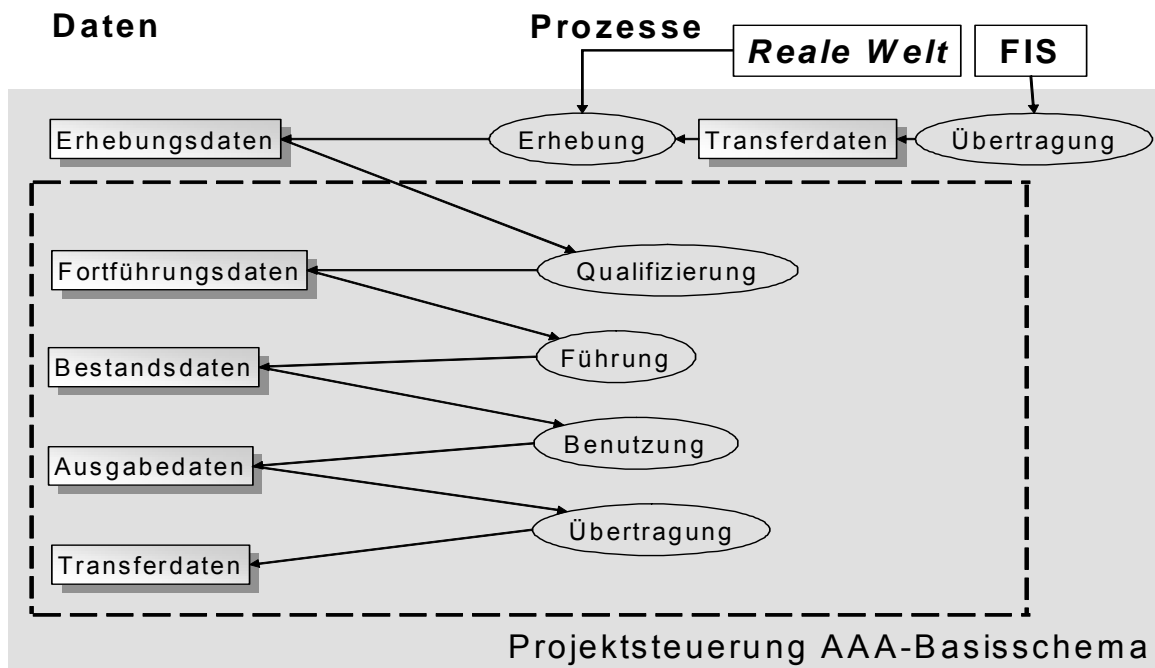 Daten
Prozesse
Reale Welt
FIS
Erhebungsdaten
Erhebung
Transferdaten
Übertragung
Fortführungsdaten
Qualifizierung
Führung
Bestandsdaten
Benutzung
Ausgabedaten
Übertragung
Transferdaten
Projektsteuerung AAA-Basisschema